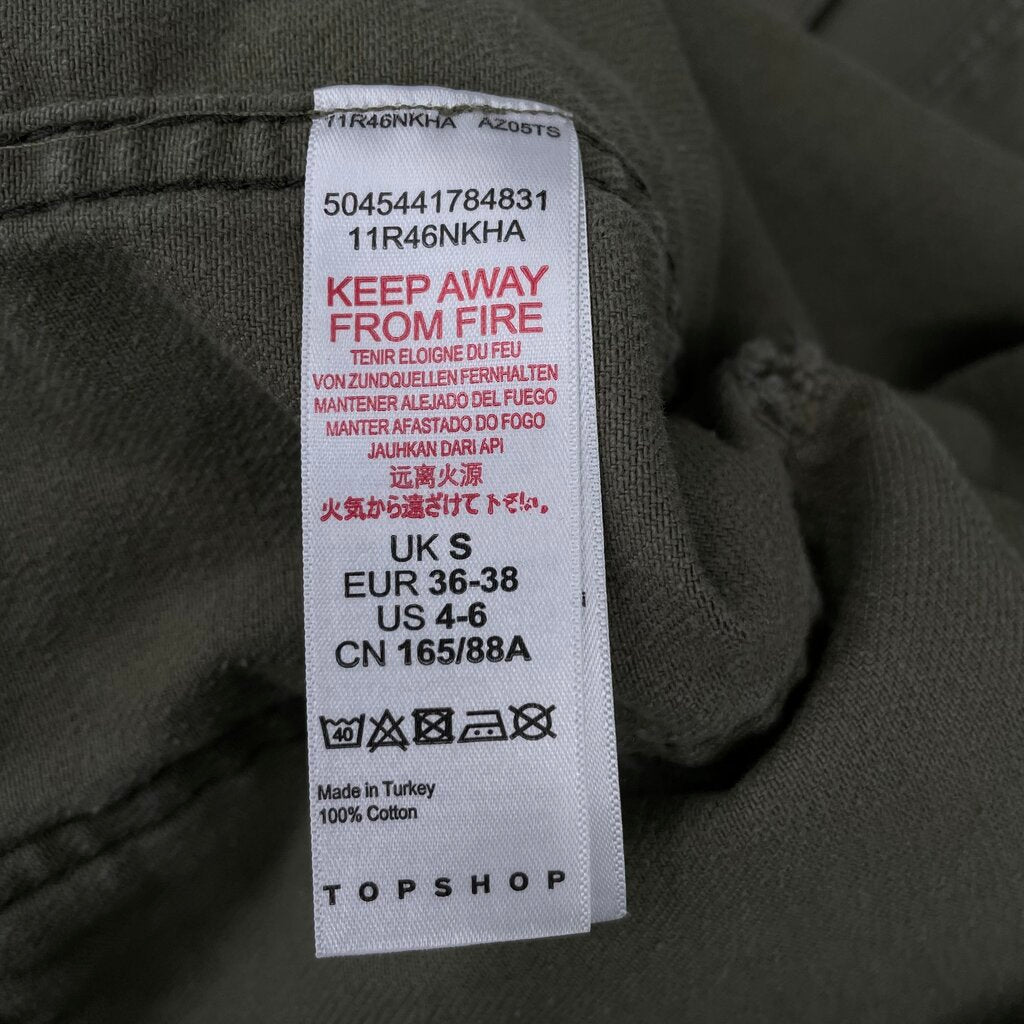 11R46NKHA AZ05TS
5045441784831
11R46NKHA
KEEP AWAY
FROM FIRE
TENIR ELOIGNE DU FEU
VON ZUNDQUELLEN FERNHALTEN
MANTENER ALEJADO DEL FUEGO
MANTER AFASTADO DO FOGO
JAUHKAN DARI API
远离火源
火気から遠ざけて下さい。
UK S
EUR 36-38
US 4-6
CN 165/88A
40
Made in Turkey
100% Cotton
TOPSHOP